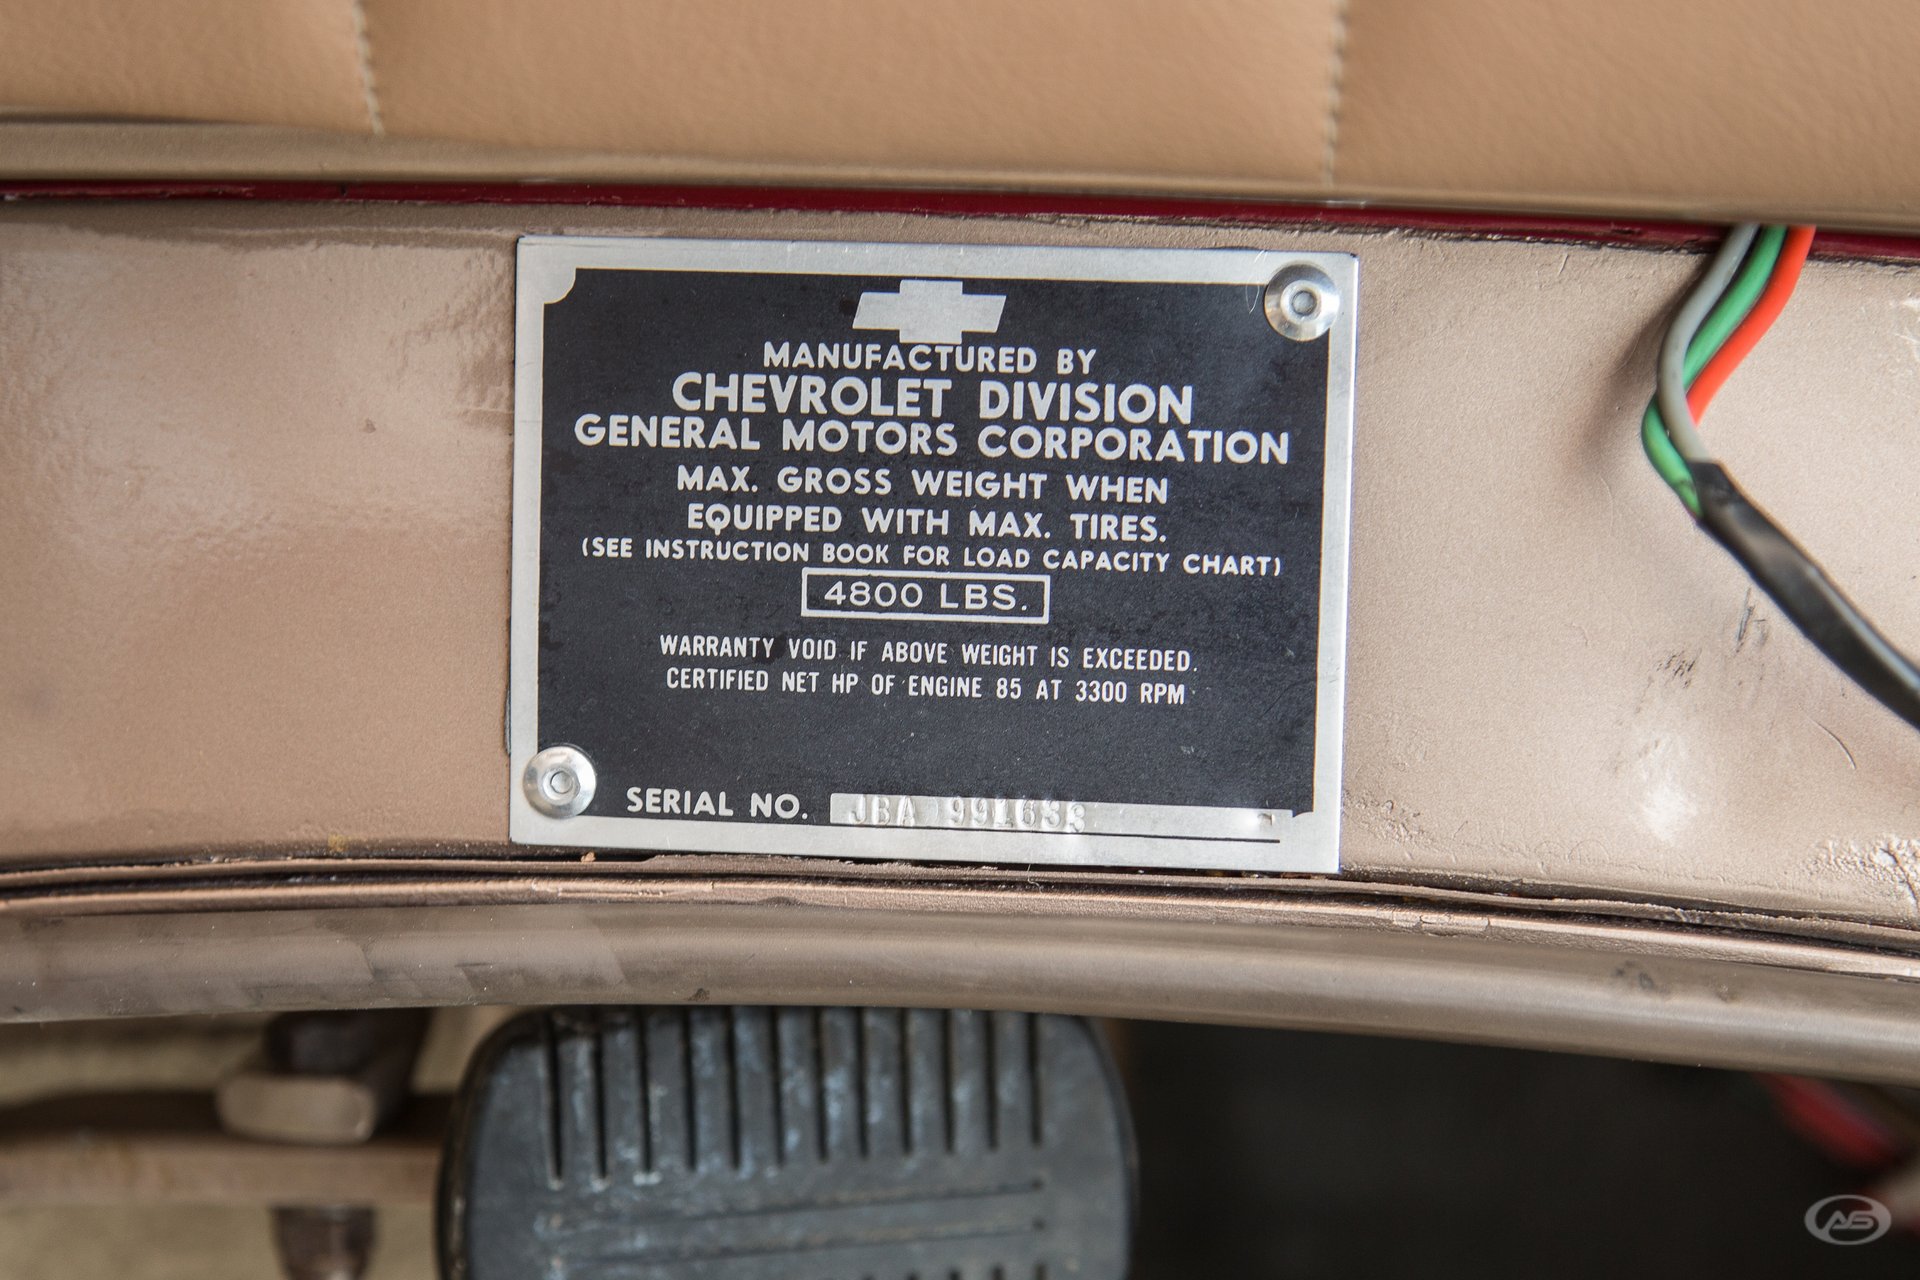 MANUFACTURED BY
CHEVROLET DIVISION
GENERAL MOTORS CORPORATION
MAX. GROSS WEIGHT WHEN
EQUIPPED WITH MAX. TIRES.
(SEE INSTRUCTION BOOK FOR LOAD CAPACITY CHART)
4800 LBS.
WARRANTY VOID IF ABOVE WEIGHT IS EXCEEDED.
CERTIFIED NET HP OF ENGINE 85 AT 3300 RPM
SERIAL NO. JBA 991633
AS